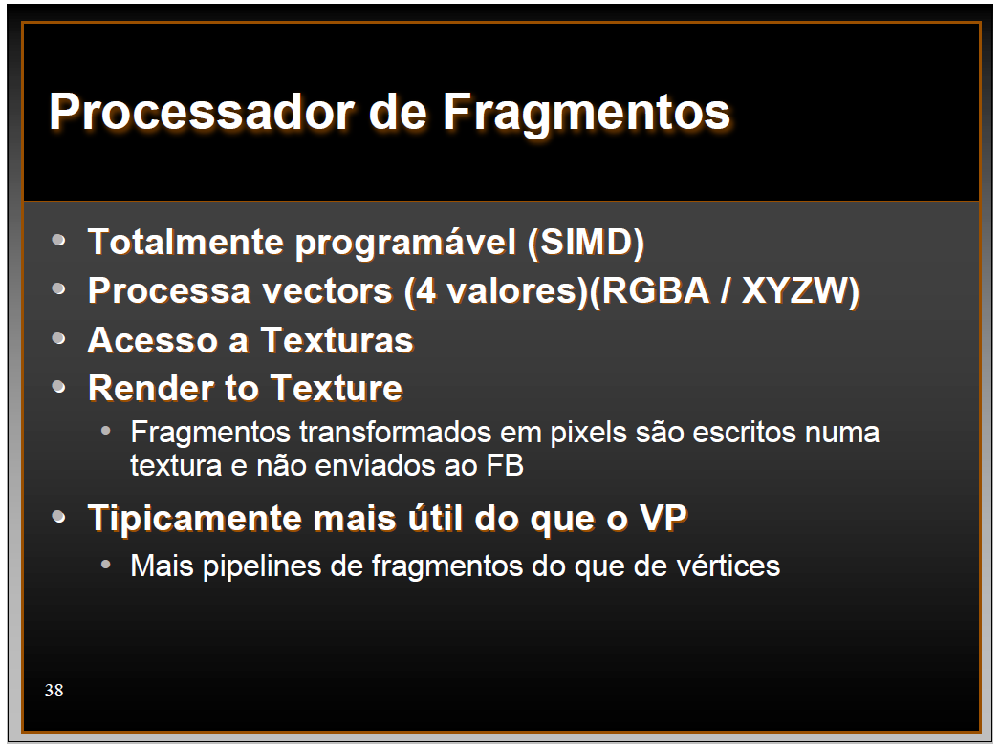 Processador de Fragmentos
• Totalmente programável (SIMD)
• Processa vectors (4 valores)(RGBA / XYZW)
• Acesso a Texturas
• Render to Texture
• Fragmentos transformados em pixels são escritos numa
textura e não enviados ao FB
• Tipicamente mais útil do que o VP
• Mais pipelines de fragmentos do que de vértices
38